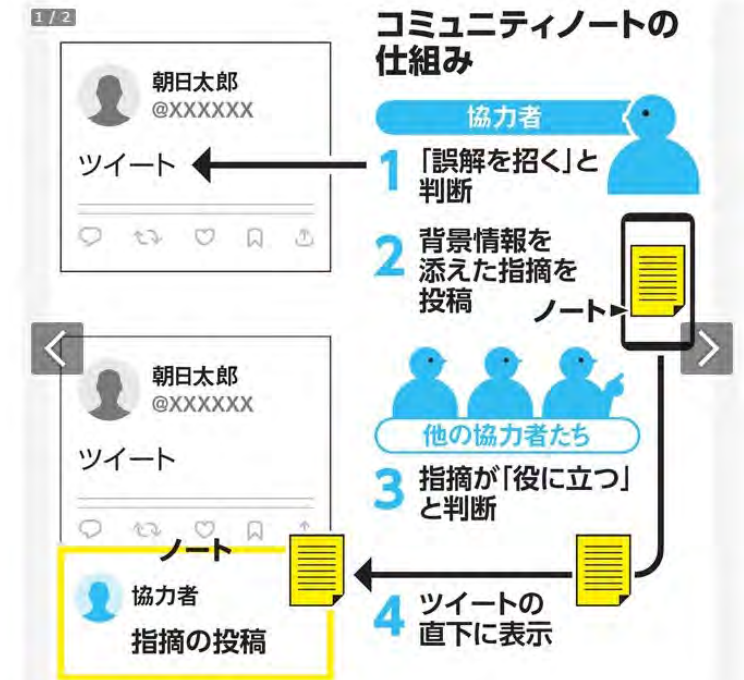 1 / 2
コミュニティノートの
仕組み
朝日太郎
@XXXXXX
ツイート
協力者
1 「誤解を招く」と
判断
2 背景情報を
添えた指摘を
投稿
ノート
朝日太郎
@XXXXXX
ツイート
他の協力者たち
3 指摘が「役に立つ」
と判断
ノート
協力者
指摘の投稿
4 ツイートの
直下に表示